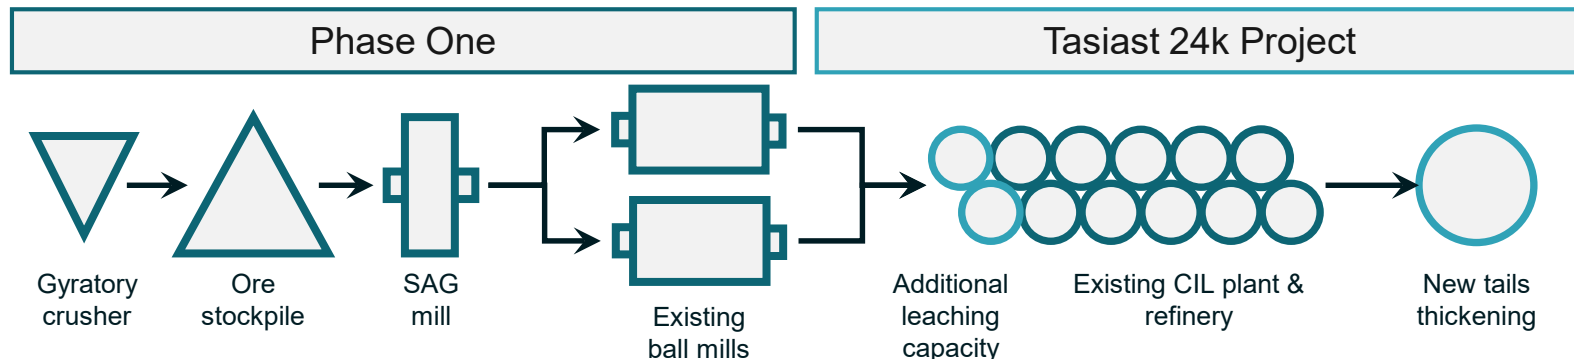 Phase One
Tasiast 24k Project
Gyratory
crusher
Ore
stockpile
SAG
mill
Existing
ball mills
Additional
leaching
capacity
Existing CIL plant &
refinery
New tails
thickening